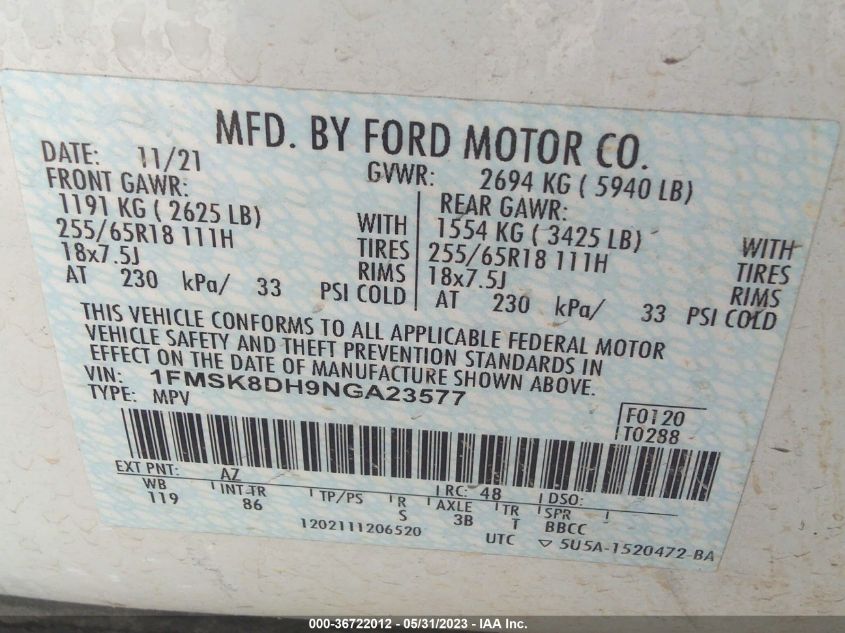 MFD. BY FORD MOTOR CO.
DATE: 11/21 GVWR: 2694 KG ( 5940 LB)
FRONT GAWR: REAR GAWR:
1191 KG ( 2625 LB) WITH 1554 KG ( 3425 LB) WITH
255/65R18 111H TIRES 255/65R18 111H TIRES
18x7.5J RIMS 18x7.5J RIMS
AT 230 kPa/ 33 PSI COLD AT 230 kPa/ 33 PSI COLD
THIS VEHICLE CONFORMS TO ALL APPLICABLE FEDERAL MOTOR
VEHICLE SAFETY AND THEFT PREVENTION STANDARDS IN
EFFECT ON THE DATE OF MANUFACTURE SHOWN ABOVE.
VIN: 1FMSK8DH9NGA23577
TYPE: MPV
F0120
T0288
EXT PNT: AZ RC: 48 DSO:
WB INT TR TP/PS R AXLE TR SPR
119 86 S 3B T BBCC
1202111206520 UTC ▽ 5U5A-1520472-BA
000-36722012 - 05/31/2023 - IAA Inc.